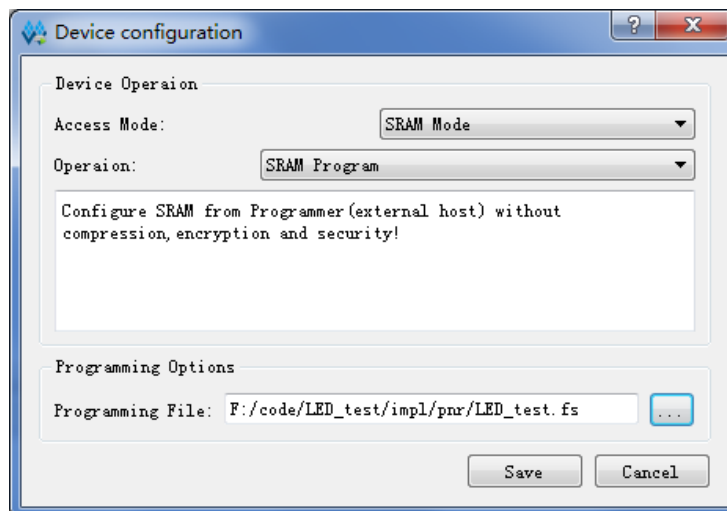 Device configuration
Device Operaion
Access Mode: SRAM Mode
Operaion: SRAM Program
Configure SRAM from Programmer(external host) without
compression,encryption and security!
Programming Options
Programming File: F:/code/LED_test/impl/pnr/LED_test.fs ...
Save Cancel